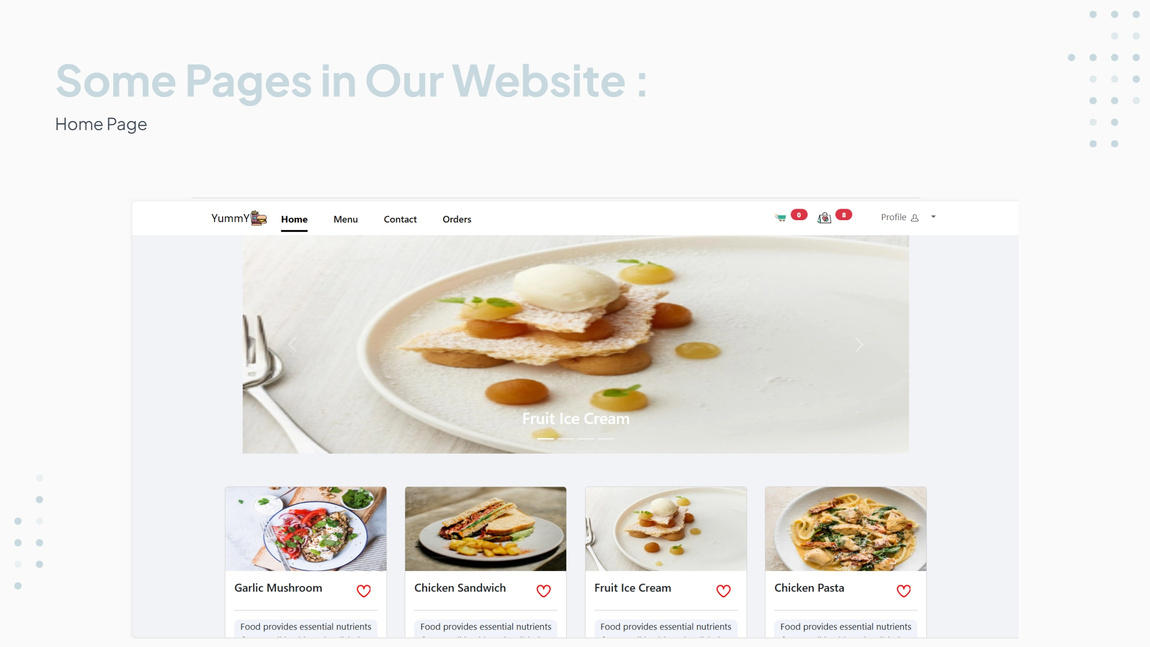 Some Pages in Our Website :
Home Page
YummY Home Menu Contact Orders 0 8 Profile
Fruit Ice Cream
Garlic Mushroom Chicken Sandwich Fruit Ice Cream Chicken Pasta
Food provides essential nutrients Food provides essential nutrients Food provides essential nutrients Food provides essential nutrients